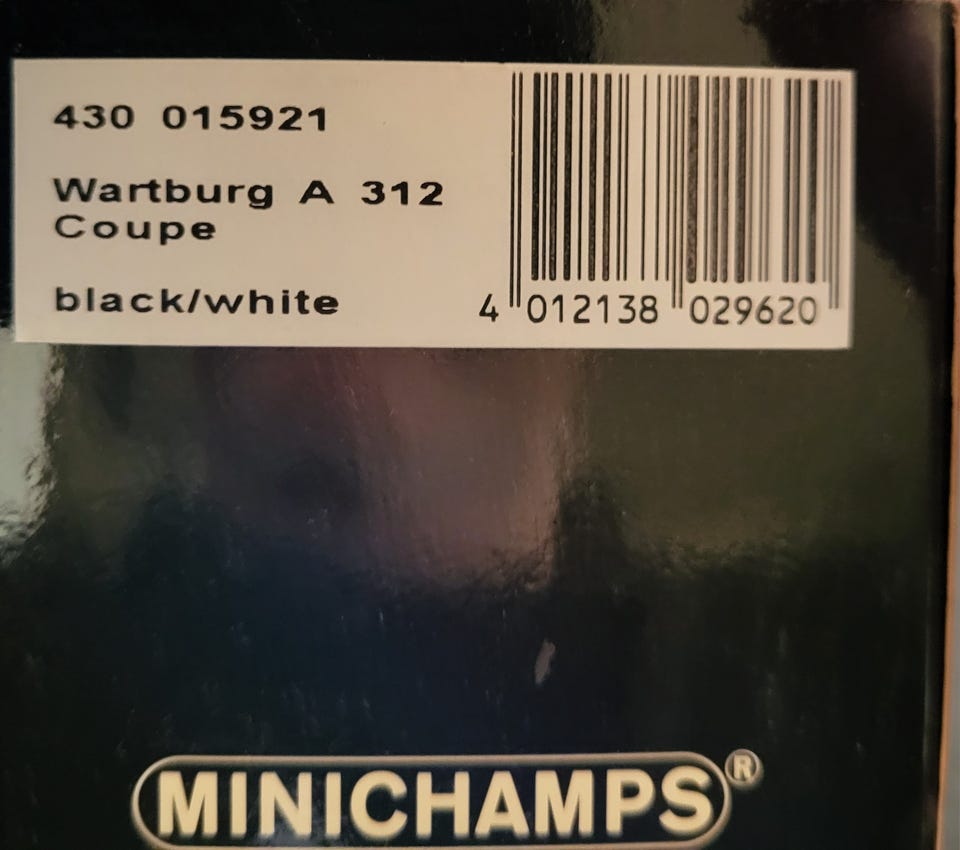 430 015921
Wartburg A 312
Coupe
black/white
4 012138 029620
MINICHAMPS®